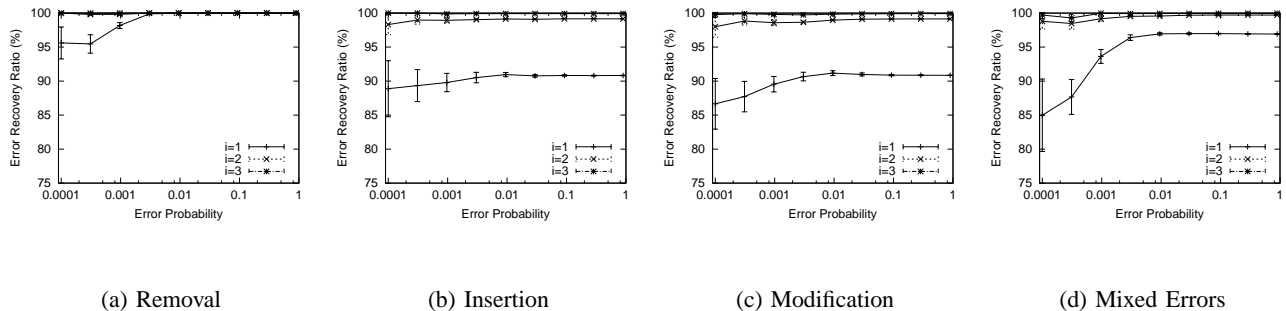 Error Recovery Ratio (%)
100
95
90
85
80
75
i=1
i=2
i=3
0.0001 0.001 0.01 0.1 1
Error Probability
(a) Removal
Error Recovery Ratio (%)
100
95
90
85
80
75
i=1
i=2
i=3
0.0001 0.001 0.01 0.1 1
Error Probability
(b) Insertion
Error Recovery Ratio (%)
100
95
90
85
80
75
i=1
i=2
i=3
0.0001 0.001 0.01 0.1 1
Error Probability
(c) Modification
Error Recovery Ratio (%)
100
95
90
85
80
75
i=1
i=2
i=3
0.0001 0.001 0.01 0.1 1
Error Probability
(d) Mixed Errors